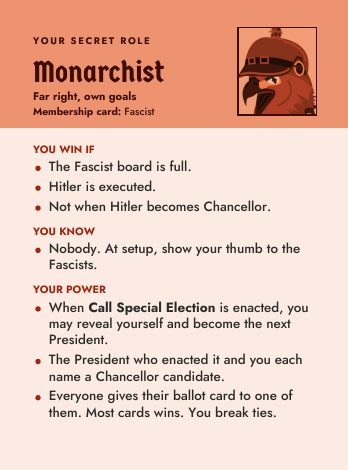 YOUR SECRET ROLE
Monarchist
Far right, own goals
Membership card: Fascist
YOU WIN IF
• The Fascist board is full.
• Hitler is executed.
• Not when Hitler becomes Chancellor.
YOU KNOW
• Nobody. At setup, show your thumb to the
Fascists.
YOUR POWER
• When Call Special Election is enacted, you
may reveal yourself and become the next
President.
• The President who enacted it and you each
name a Chancellor candidate.
• Everyone gives their ballot card to one of
them. Most cards wins. You break ties.